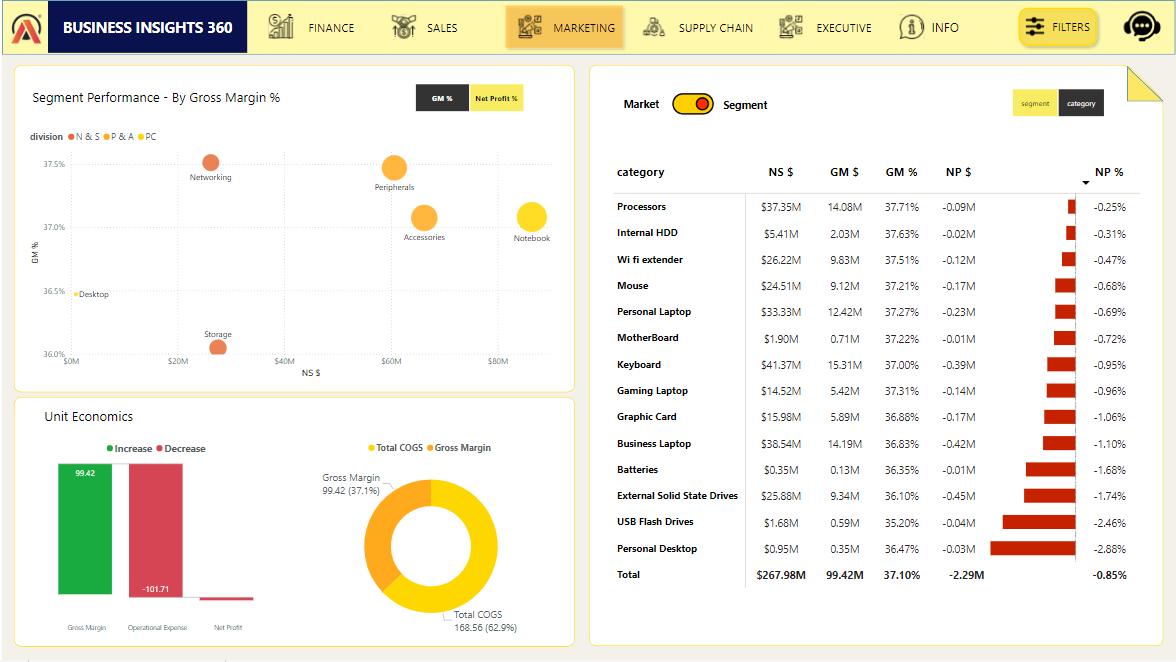 BUSINESS INSIGHTS 360
FINANCE
SALES
MARKETING
SUPPLY CHAIN
EXECUTIVE
INFO
FILTERS
Segment Performance - By Gross Margin %
GM %
Net Profit %
division N & S P & A PC
37.5%
37.0%
36.5%
36.0%
GM %
Networking
Peripherals
Accessories
Notebook
Desktop
Storage
$0M $20M $40M $60M $80M
NS $
Unit Economics
Increase Decrease
99.42
-101.71
Gross Margin Operational Expense Net Profit
Total COGS Gross Margin
Gross Margin
99.42 (37.1%)
Total COGS
168.56 (62.9%)
Market Segment
segment category
category NS $ GM $ GM % NP $ NP %
Processors $37.35M 14.08M 37.71% -0.09M -0.25%
Internal HDD $5.41M 2.03M 37.63% -0.02M -0.31%
Wi fi extender $26.22M 9.83M 37.51% -0.12M -0.47%
Mouse $24.51M 9.12M 37.21% -0.17M -0.68%
Personal Laptop $33.33M 12.42M 37.27% -0.23M -0.69%
MotherBoard $1.90M 0.71M 37.22% -0.01M -0.72%
Keyboard $41.37M 15.31M 37.00% -0.39M -0.95%
Gaming Laptop $14.52M 5.42M 37.31% -0.14M -0.96%
Graphic Card $15.98M 5.89M 36.88% -0.17M -1.06%
Business Laptop $38.54M 14.19M 36.83% -0.42M -1.10%
Batteries $0.35M 0.13M 36.35% -0.01M -1.68%
External Solid State Drives $25.88M 9.34M 36.10% -0.45M -1.74%
USB Flash Drives $1.68M 0.59M 35.20% -0.04M -2.46%
Personal Desktop $0.95M 0.35M 36.47% -0.03M -2.88%
Total $267.98M 99.42M 37.10% -2.29M -0.85%